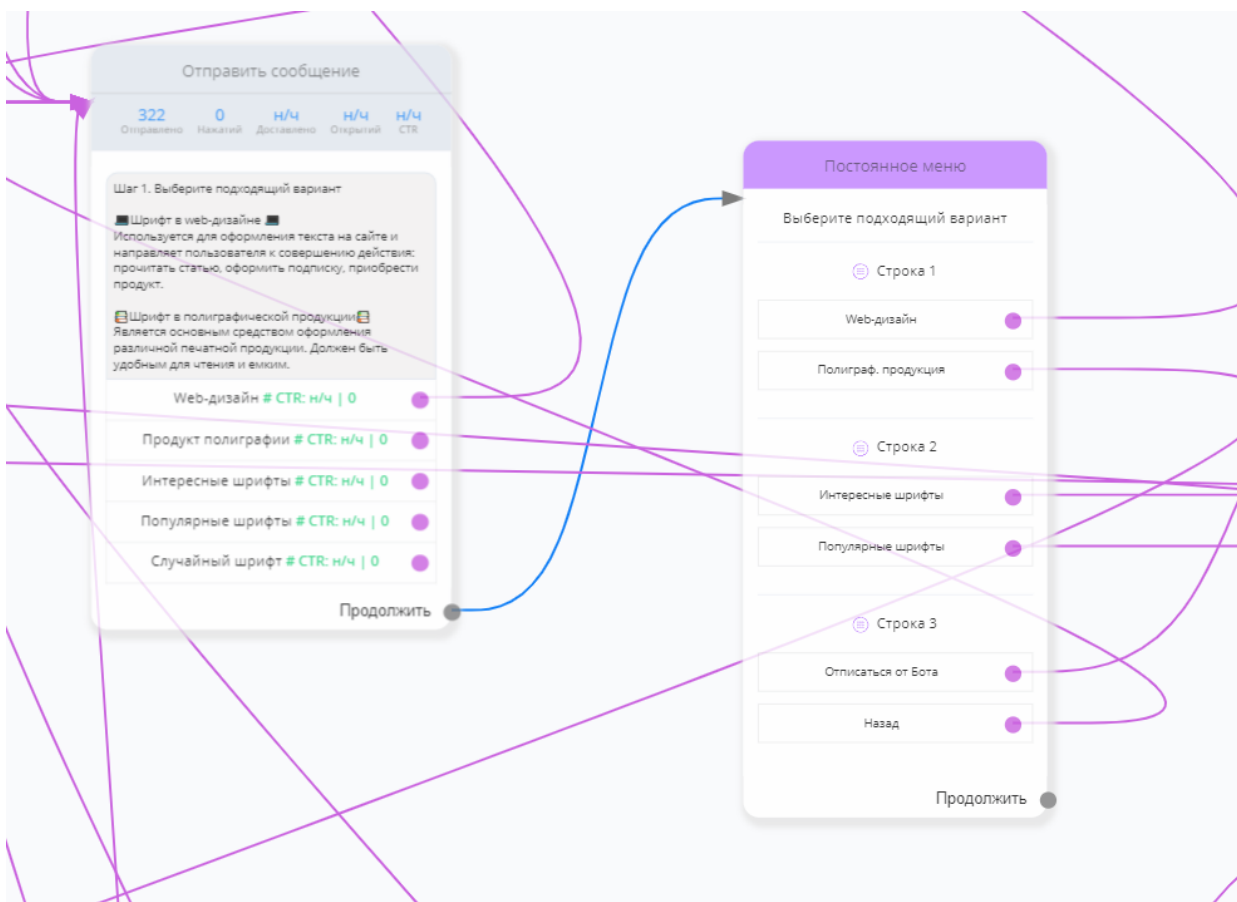 Отправить сообщение
322 0 н/ч н/ч н/ч
Отправлено Нажатий Доставлено Открытий CTR
Шаг 1. Выберите подходящий вариант
Шрифт в web-дизайне
Используется для оформления текста на сайте и
направляет пользователя к совершению действия:
прочитать статью, оформить подписку, приобрести
продукт.
Шрифт в полиграфической продукции
Является основным средством оформления
различной печатной продукции. Должен быть
удобным для чтения и емким.
Web-дизайн # CTR: н/ч | 0
Продукт полиграфии # CTR: н/ч | 0
Интересные шрифты # CTR: н/ч | 0
Популярные шрифты # CTR: н/ч | 0
Случайный шрифт # CTR: н/ч | 0
Продолжить
Постоянное меню
Выберите подходящий вариант
Строка 1
Web-дизайн
Полиграф. продукция
Строка 2
Интересные шрифты
Популярные шрифты
Строка 3
Отписаться от Бота
Назад
Продолжить